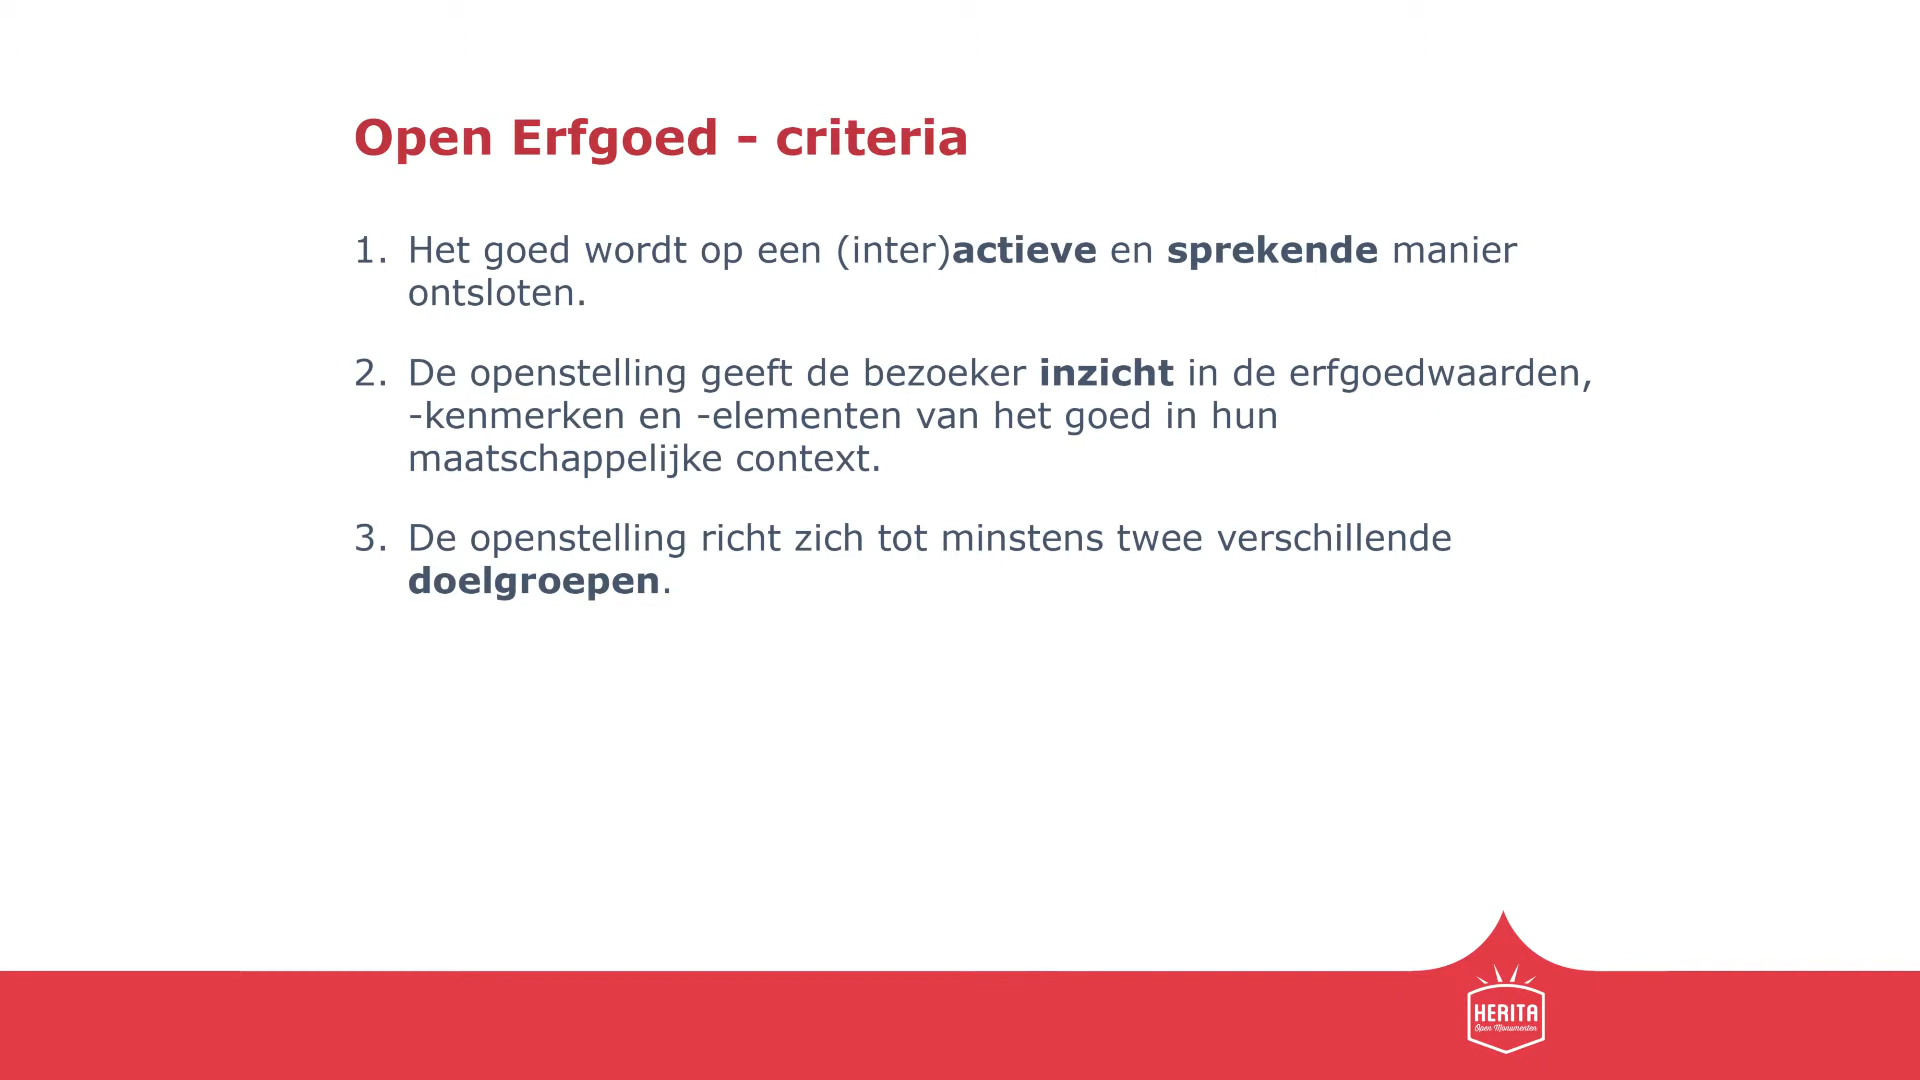 Open Erfgoed - criteria
1. Het goed wordt op een (inter)actieve en sprekende manier
ontsloten.
2. De openstelling geeft de bezoeker inzicht in de erfgoedwaarden,
-kenmerken en -elementen van het goed in hun
maatschappelijke context.
3. De openstelling richt zich tot minstens twee verschillende
doelgroepen.
HERITA
Open Monumenten